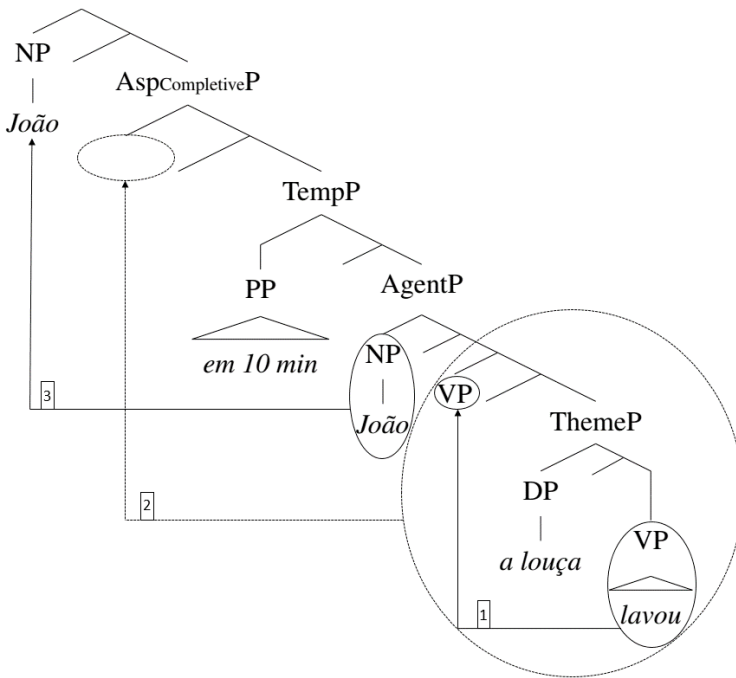 NP
João
AspCompletiveP
TempP
PP
em 10 min
AgentP
NP
João
VP
ThemeP
DP
a louça
VP
lavou
3
2
1